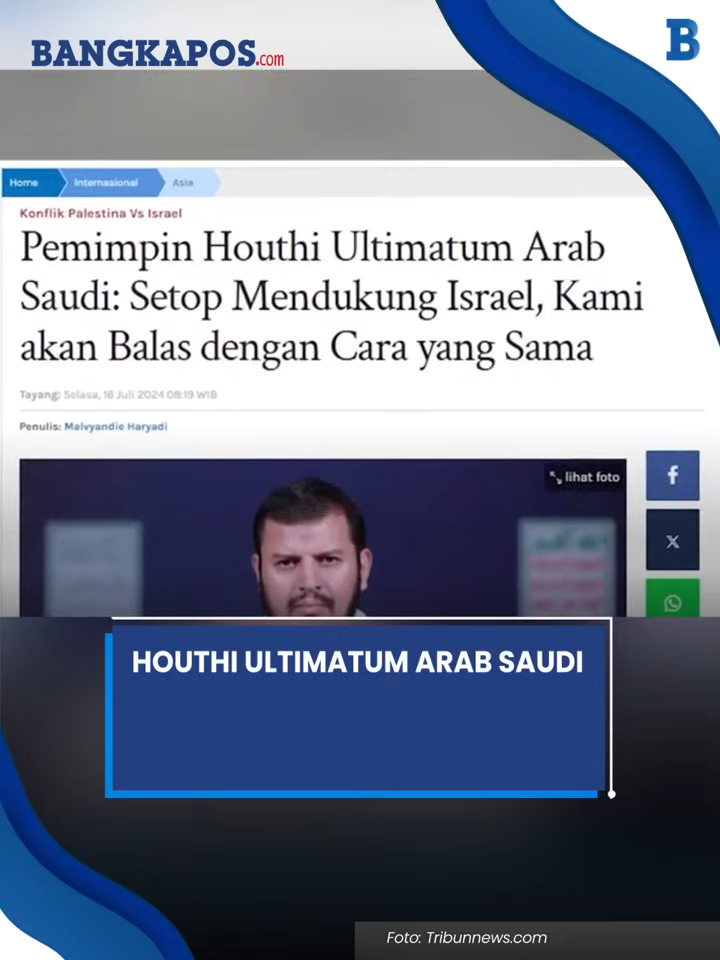 BANGKAPOS.com
B
Home
Internasional
Asia
Konflik Palestina Vs Israel
Pemimpin Houthi Ultimatum Arab
Saudi: Setop Mendukung Israel, Kami
akan Balas dengan Cara yang Sama
Tayang: Selasa, 16 Juli 2024 08:19 WIB
Penulis: Malvyandie Haryadi
lihat foto
f
X
HOUTHI ULTIMATUM ARAB SAUDI
Foto: Tribunnews.com